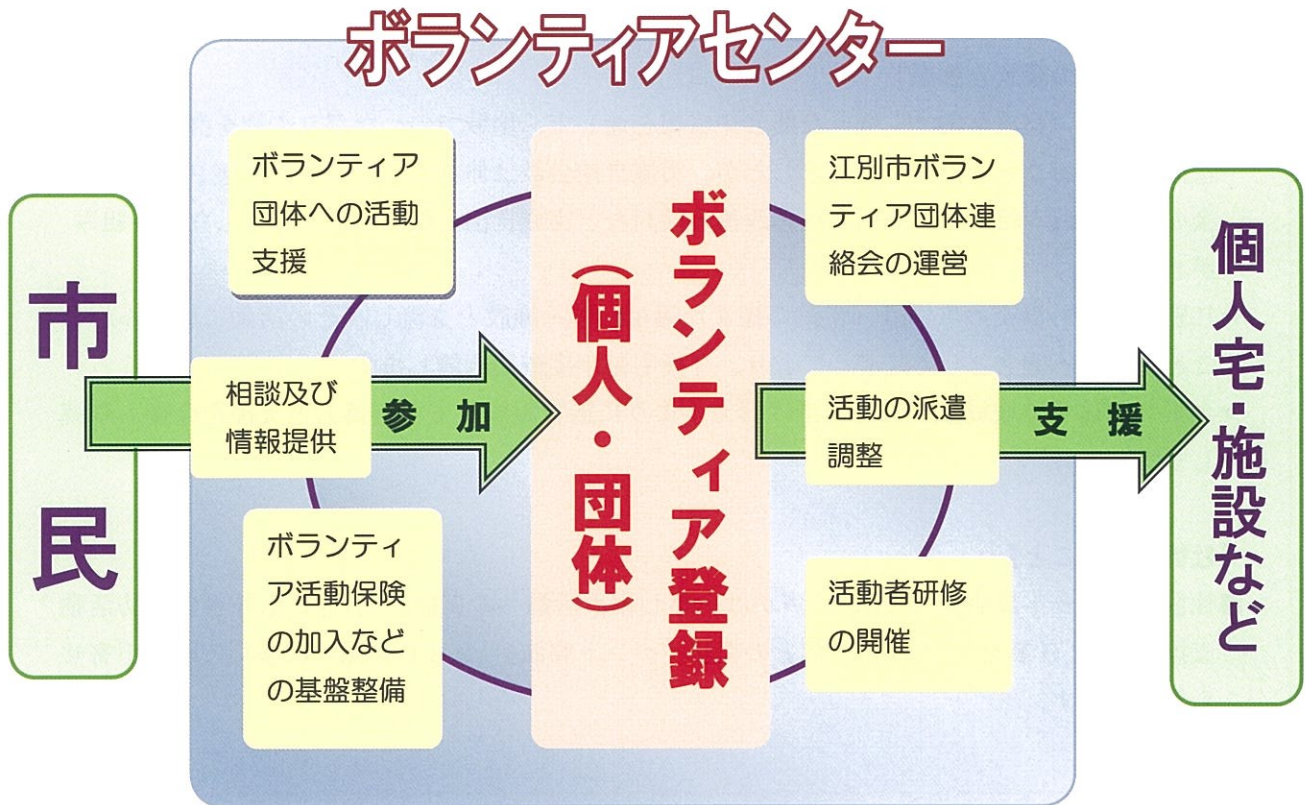 ボランティアセンター
市民
ボランティア
団体への活動
支援
相談及び
情報提供
参 加
ボランティ
ア活動保険
の加入など
の基盤整備
ボランティア登録
（個人・団体）
江別市ボラン
ティア団体連
絡会の運営
活動の派遣
調整
支 援
活動者研修
の開催
個人宅・施設など